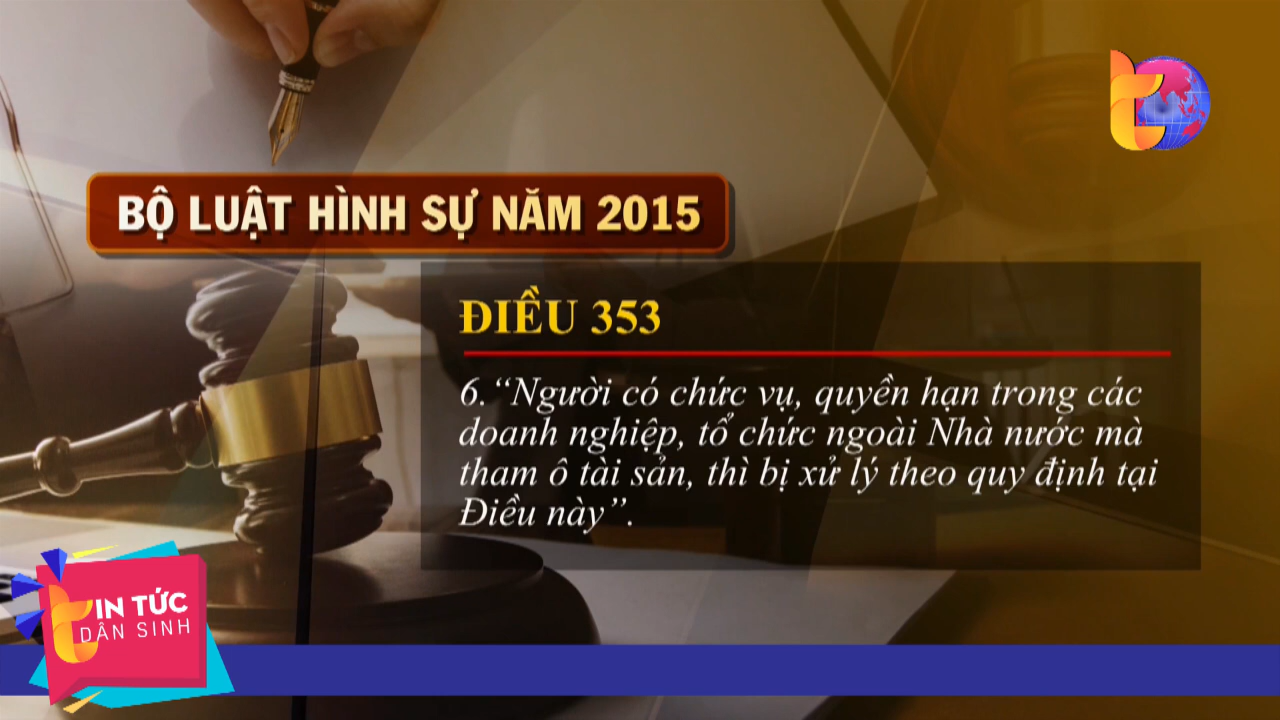 BỘ LUẬT HÌNH SỰ NĂM 2015
ĐIỀU 353
6.“Người có chức vụ, quyền hạn trong các
doanh nghiệp, tổ chức ngoài Nhà nước mà
tham ô tài sản, thì bị xử lý theo quy định tại
Điều này”.
tIN TỨC
DÂN SINH